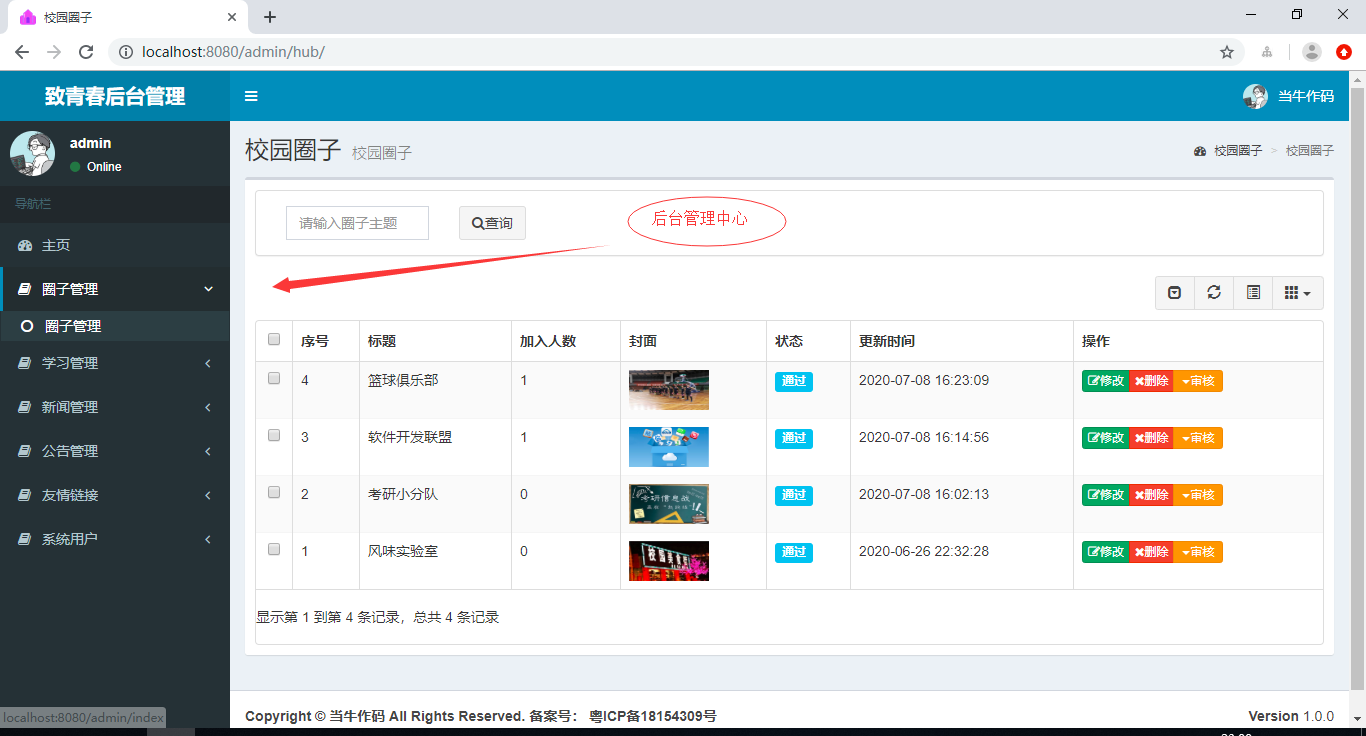 校园圈子
localhost:8080/admin/hub/
致青春后台管理
当牛作码
admin
Online
导航栏
主页
圈子管理
圈子管理
学习管理
新闻管理
公告管理
友情链接
系统用户
校园圈子 校园圈子
校园圈子 > 校园圈子
请输入圈子主题
查询
后台管理中心
序号 标题 加入人数 封面 状态 更新时间 操作
4 篮球俱乐部 1 通过 2020-07-08 16:23:09 修改 删除 审核
3 软件开发联盟 1 通过 2020-07-08 16:14:56 修改 删除 审核
2 考研小分队 0 考研信息战 通过 2020-07-08 16:02:13 修改 删除 审核
1 风味实验室 0 通过 2020-06-26 22:32:28 修改 删除 审核
显示第 1 到第 4 条记录，总共 4 条记录
localhost:8080/admin/index
Copyright © 当牛作码 All Rights Reserved. 备案号： 粤ICP备18154309号
Version 1.0.0